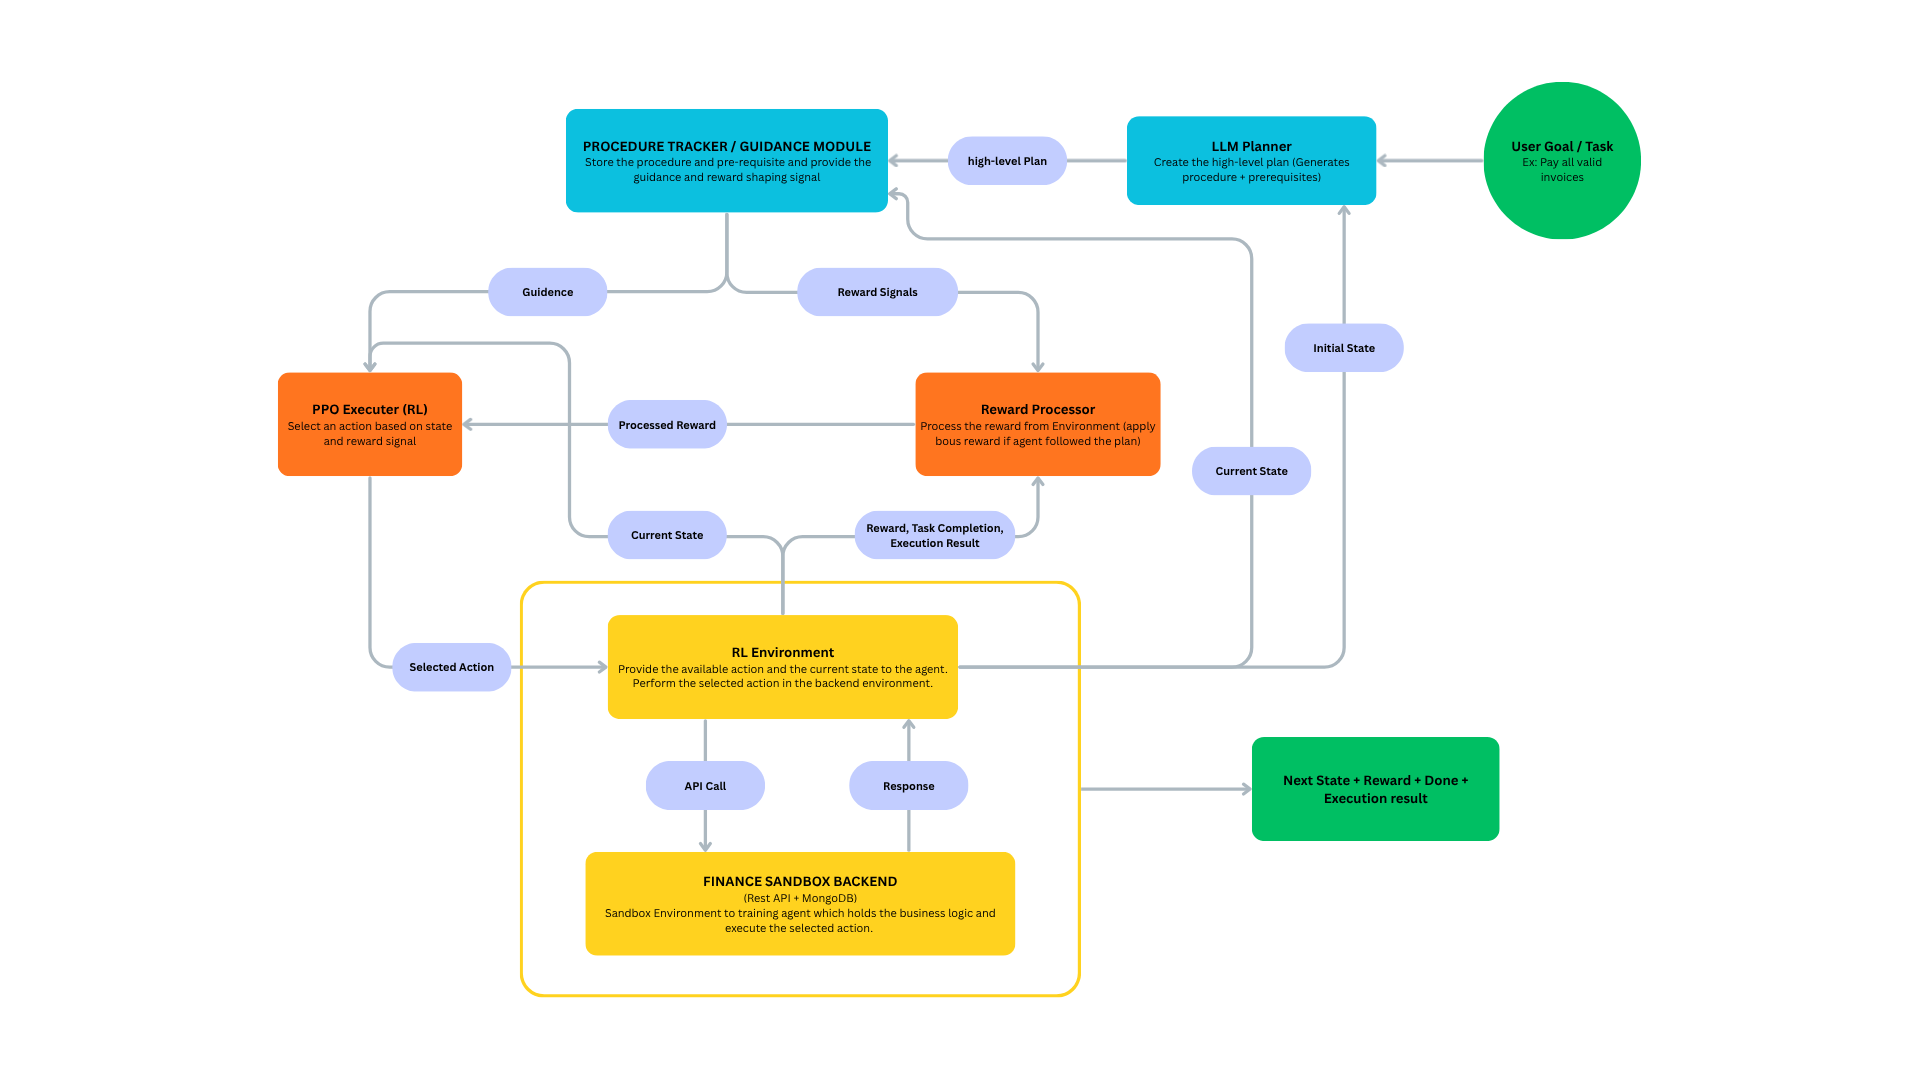 PROCEDURE TRACKER / GUIDANCE MODULE
Store the procedure and pre-requisite and provide the
guidance and reward shaping signal
high-level Plan
LLM Planner
Create the high-level plan (Generates
procedure + prerequisites)
User Goal / Task
Ex: Pay all valid
invoices
Guidence
Reward Signals
Initial State
PPO Executer (RL)
Select an action based on state
and reward signal
Processed Reward
Reward Processor
Process the reward from Environment (apply
bous reward if agent followed the plan)
Current State
Current State
Reward, Task Completion,
Execution Result
Selected Action
RL Environment
Provide the available action and the current state to the agent.
Perform the selected action in the backend environment.
API Call
Response
Next State + Reward + Done +
Execution result
FINANCE SANDBOX BACKEND
(Rest API + MongoDB)
Sandbox Environment to training agent which holds the business logic and
execute the selected action.